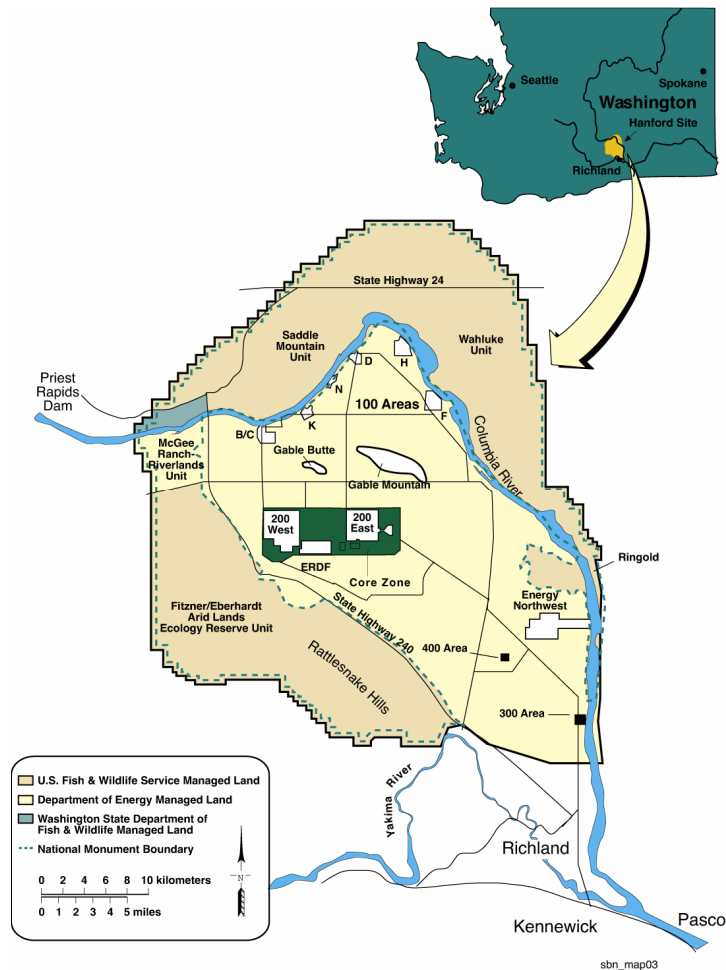 Seattle
Spokane
Washington
Hanford Site
Richland
State Highway 24
Saddle
Mountain
Unit
Wahluke
Unit
Priest
Rapids
Dam
D
H
N
100 Areas
F
K
B/C
McGee
Ranch-
Riverlands
Unit
Gable Butte
Gable Mountain
Columbia River
200
West
200
East
Ringold
ERDF
Core Zone
Energy
Northwest
Fitzner/Eberhardt
Arid Lands
Ecology Reserve Unit
State Highway 240
400 Area
Rattlesnake Hills
300 Area
U.S. Fish & Wildlife Service Managed Land
Department of Energy Managed Land
Washington State Department of
Fish & Wildlife Managed Land
National Monument Boundary
N
0 2 4 6 8 10 kilometers
0 1 2 3 4 5 miles
Yakima River
Richland
Kennewick
Pasco
sbn_map03